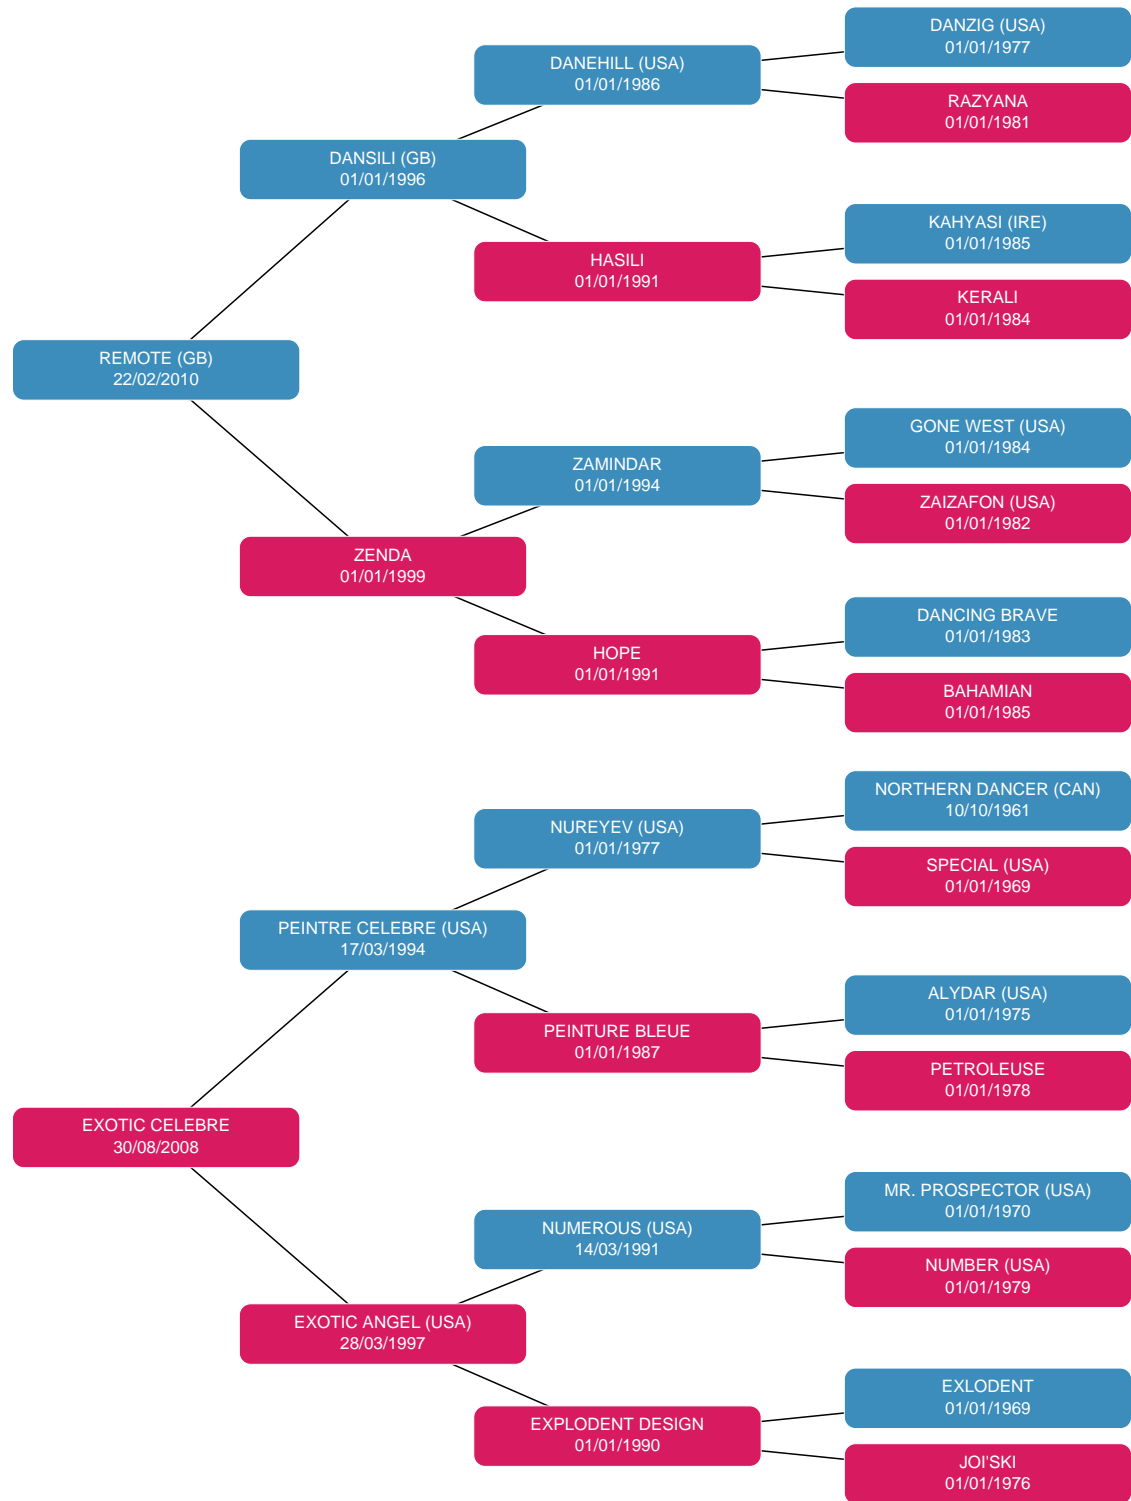 DANZIG (USA)
01/01/1977
DANEHILL (USA)
01/01/1986
RAZYANA
01/01/1981
DANSILI (GB)
01/01/1996
KAHYASI (IRE)
01/01/1985
HASILI
01/01/1991
KERALI
01/01/1984
REMOTE (GB)
22/02/2010
GONE WEST (USA)
01/01/1984
ZAMINDAR
01/01/1994
ZAIZAFON (USA)
01/01/1982
ZENDA
01/01/1999
DANCING BRAVE
01/01/1983
HOPE
01/01/1991
BAHAMIAN
01/01/1985
NORTHERN DANCER (CAN)
10/10/1961
NUREYEV (USA)
01/01/1977
SPECIAL (USA)
01/01/1969
PEINTRE CELEBRE (USA)
17/03/1994
ALYDAR (USA)
01/01/1975
PEINTURE BLEUE
01/01/1987
PETROLEUSE
01/01/1978
EXOTIC CELEBRE
30/08/2008
MR. PROSPECTOR (USA)
01/01/1970
NUMEROUS (USA)
14/03/1991
NUMBER (USA)
01/01/1979
EXOTIC ANGEL (USA)
28/03/1997
EXLODENT
01/01/1969
EXPLODENT DESIGN
01/01/1990
JOI'SKI
01/01/1976